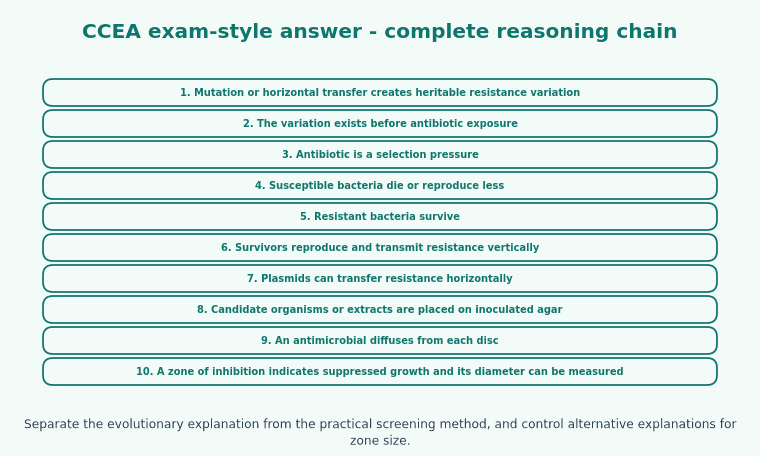 CCEA exam-style answer - complete reasoning chain
1. Mutation or horizontal transfer creates heritable resistance variation
2. The variation exists before antibiotic exposure
3. Antibiotic is a selection pressure
4. Susceptible bacteria die or reproduce less
5. Resistant bacteria survive
6. Survivors reproduce and transmit resistance vertically
7. Plasmids can transfer resistance horizontally
8. Candidate organisms or extracts are placed on inoculated agar
9. An antimicrobial diffuses from each disc
10. A zone of inhibition indicates suppressed growth and its diameter can be measured
Separate the evolutionary explanation from the practical screening method, and control alternative explanations for
zone size.